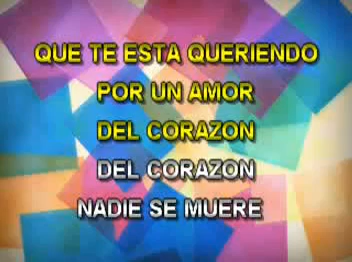 QUE TE ESTA QUERIENDO
POR UN AMOR
DEL CORAZON
DEL CORAZON
NADIE SE MUERE